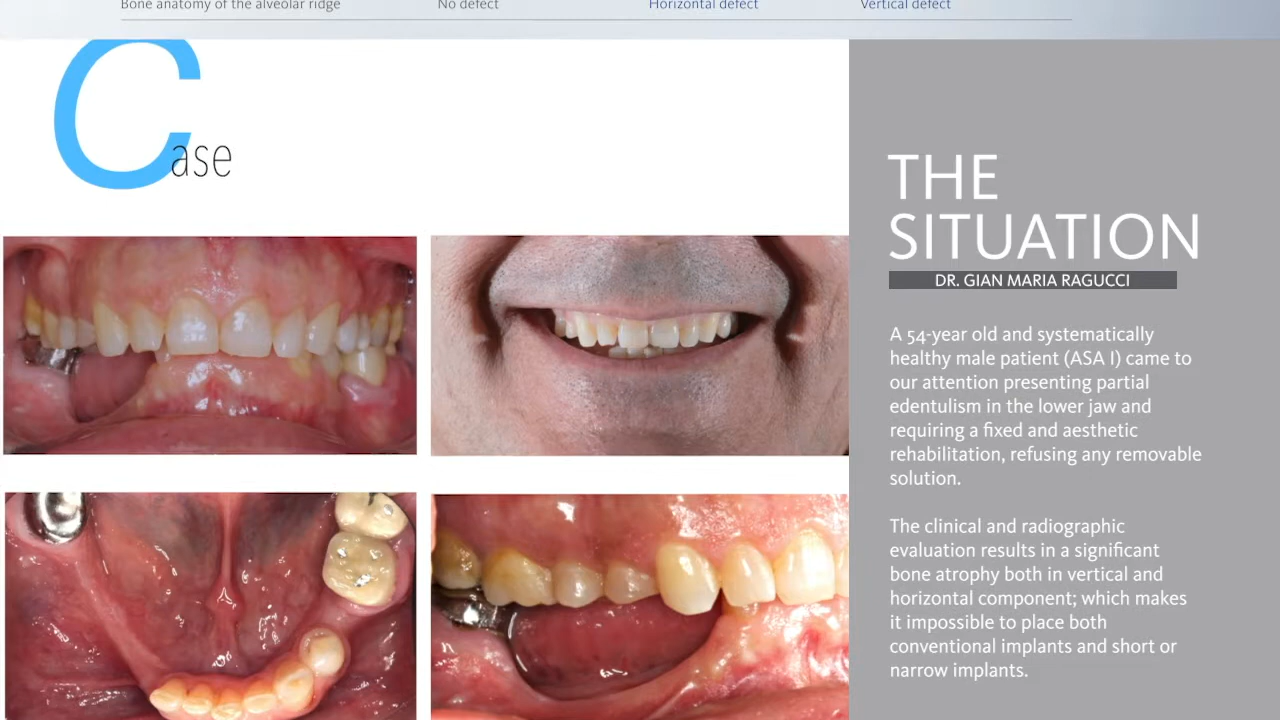 Bone anatomy of the alveolar ridge No defect Horizontal defect Vertical defect
Case
THE
SITUATION
DR. GIAN MARIA RAGUCCI
A 54-year old and systematically
healthy male patient (ASA I) came to
our attention presenting partial
edentulism in the lower jaw and
requiring a fixed and aesthetic
rehabilitation, refusing any removable
solution.
The clinical and radiographic
evaluation results in a significant
bone atrophy both in vertical and
horizontal component; which makes
it impossible to place both
conventional implants and short or
narrow implants.